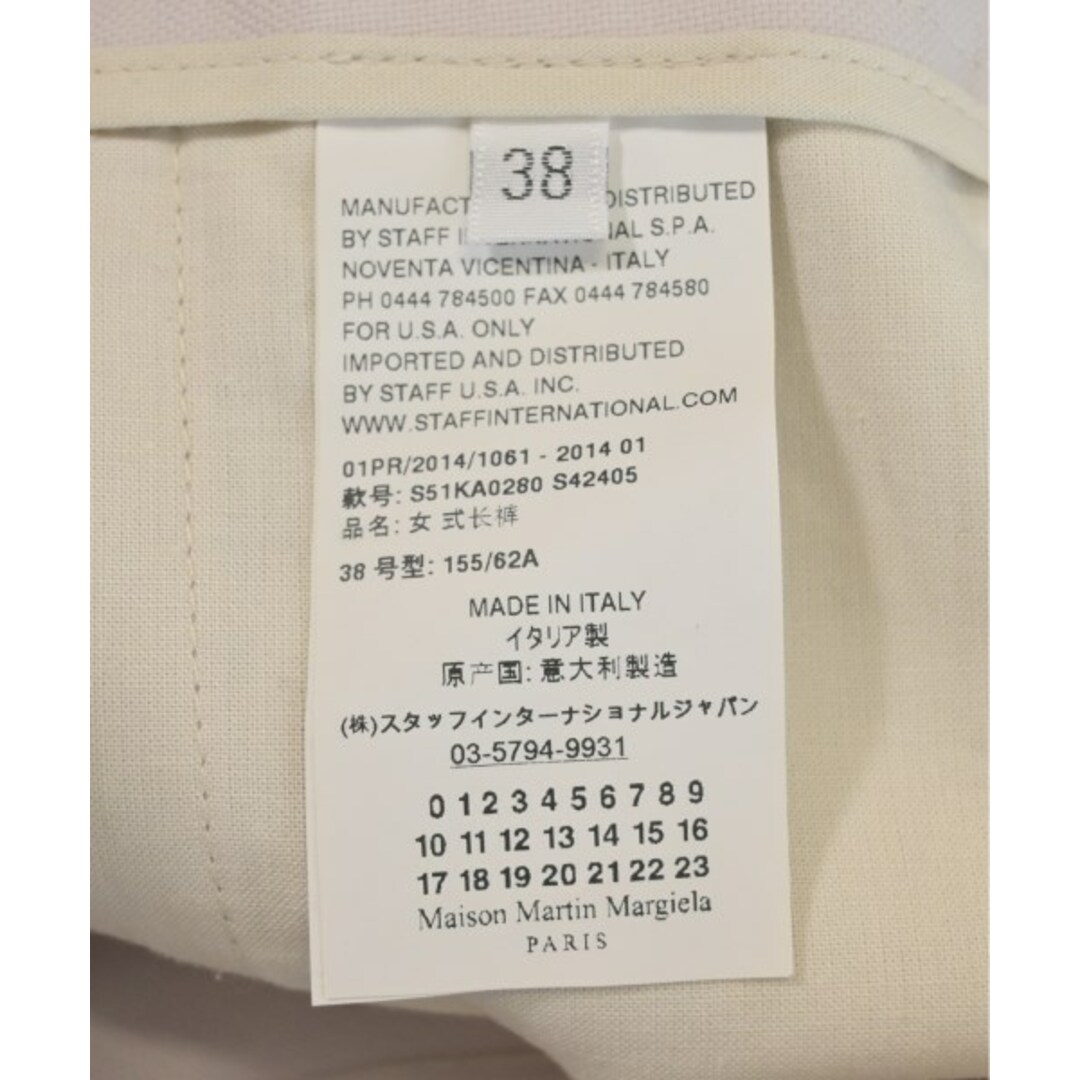 38
DISTRIBUTED
BY STAFF S.P.A.
NOVENTA VICENTINA - ITALY
PH 0444 784500 FAX 0444 784580
FOR U.S.A. ONLY
IMPORTED AND DISTRIBUTED
BY STAFF U.S.A. INC.
WWW.STAFFINTERNATIONAL.COM
01PR/2014/1061 - 2014 01
款号: S51KA0280 S42405
品名: 女 式长裤
38 号型: 155/62A
MADE IN ITALY
イタリア製
原产国: 意大利製造
(株)スタッフインターナショナルジャパン
03-5794-9931
0 1 2 3 4 5 6 7 8 9
10 11 12 13 14 15 16
17 18 19 20 21 22 23
Maison Martin Margiela
PARIS